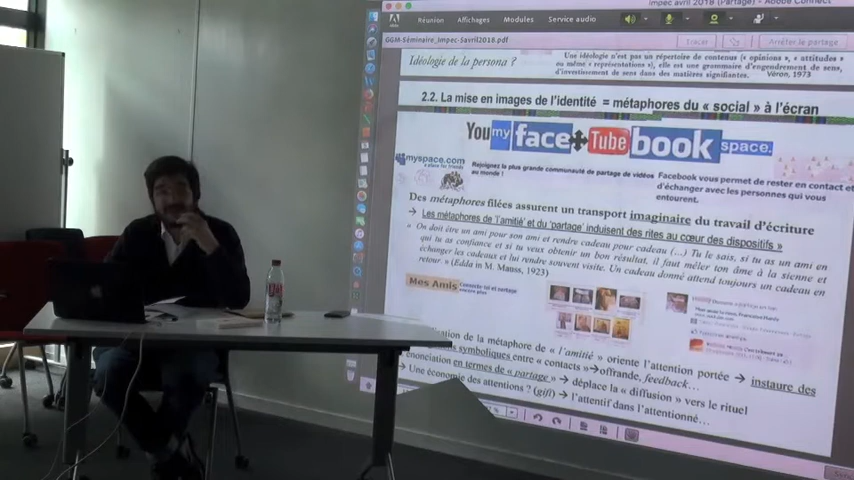 Impec avril 2018 (Partage) - Adobe Connect
Réunion Affichages Modules Service audio
GGM-Séminaire_Impec-5avril2018.pdf
Arrêter le partage
Idéologie de la persona ?
Une idéologie n'est pas un répertoire de contenus (« opinions », « attitudes »
ou même « représentations »), elle est une grammaire d'engendrement de sens,
d'investissement de sens dans des matières signifiantes. Véron, 1973
2.2. La mise en images de l'identité = métaphores du « social » à l'écran
You my face Tube book space.
myspace.com
a place for friends
Rejoignez la plus grande communauté de partage de vidéos
au monde !
Facebook vous permet de rester en contact et
d'échanger avec les personnes qui vous
entourent.
Des métaphores filées assurent un transport imaginaire du travail d'écriture
→ Les métaphores de 'l'amitié' et du 'partage' induisent des rites au cœur des dispositifs »
« On doit être un ami pour son ami et rendre cadeau pour cadeau (...) Tu le sais, si tu as un ami en
qui tu as confiance et si tu veux obtenir un bon résultat, il faut mêler ton âme à la sienne et
échanger les cadeaux et lui rendre souvent visite. Un cadeau donné attend toujours un cadeau en
retour » (Edda in M. Mauss, 1923)
Mes Amis
isation de la métaphore de « l'amitié » oriente l'attention portée → instaure des
symboliques entre « contacts » → offrande, feedback...
énonciation en termes de « partage » → déplace la « diffusion » vers le rituel
→ Une économie des attentions ? (gift) → l'attentif dans l'attentionné...